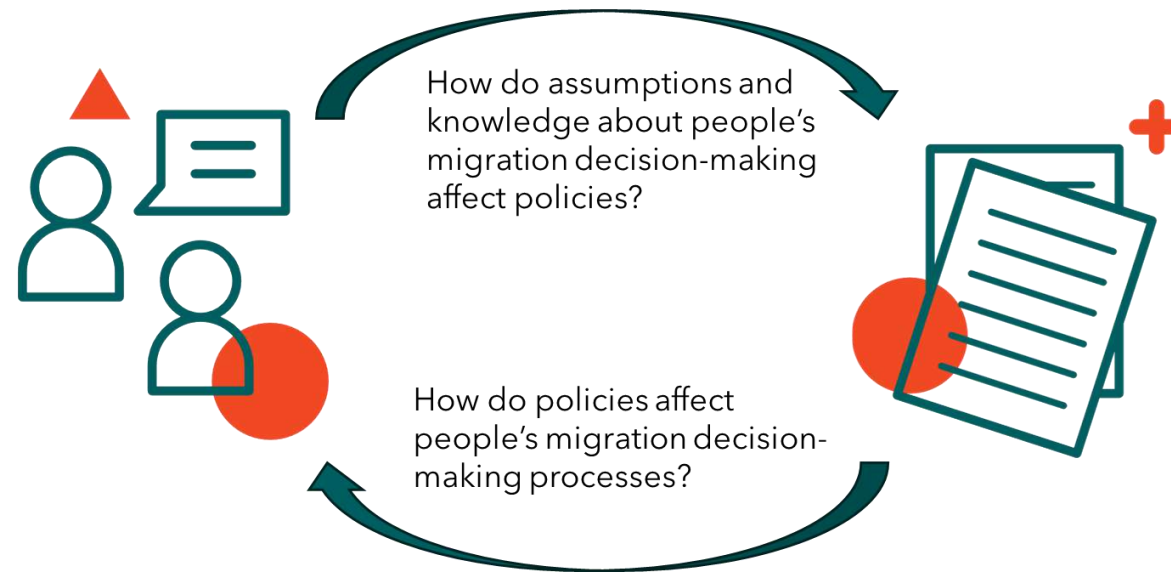 How do assumptions and
knowledge about people’s
migration decision-making
affect policies?
How do policies affect
people’s migration decision-
making processes?